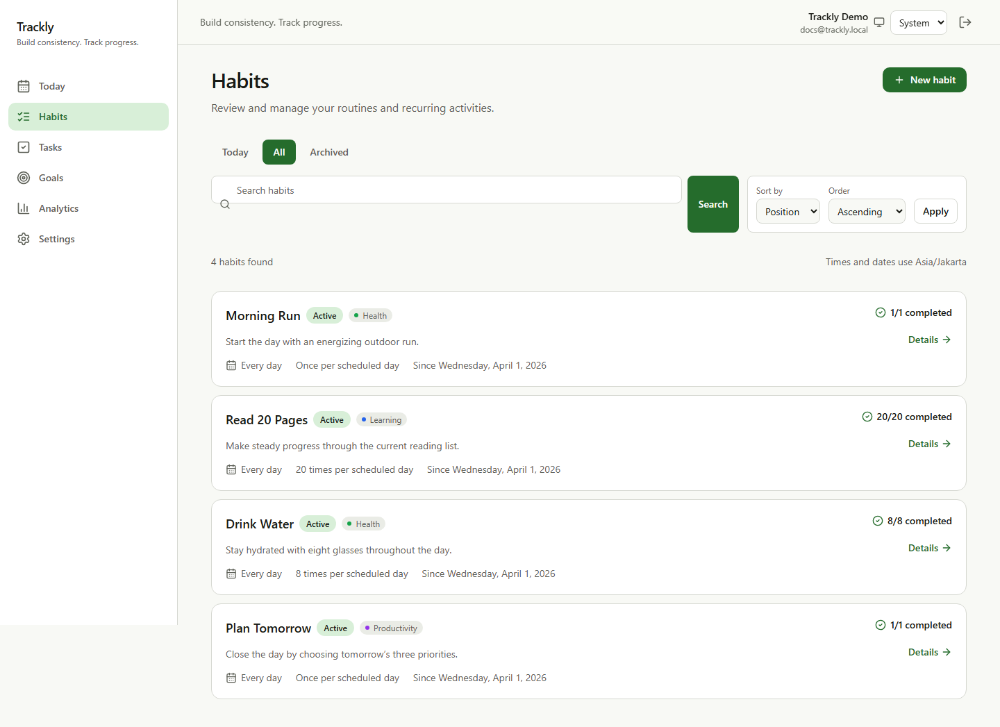 Trackly
Build consistency. Track progress.
Today
Habits
Tasks
Goals
Analytics
Settings
Build consistency. Track progress.
Trackly Demo
docs@trackly.local
System
Habits
New habit
Review and manage your routines and recurring activities.
Today All Archived
Search habits
Search
Sort by
Position
Order
Ascending
Apply
4 habits found
Times and dates use Asia/Jakarta
Morning Run Active Health
1/1 completed
Start the day with an energizing outdoor run.
Details
Every day Once per scheduled day Since Wednesday, April 1, 2026
Read 20 Pages Active Learning
20/20 completed
Make steady progress through the current reading list.
Details
Every day 20 times per scheduled day Since Wednesday, April 1, 2026
Drink Water Active Health
8/8 completed
Stay hydrated with eight glasses throughout the day.
Details
Every day 8 times per scheduled day Since Wednesday, April 1, 2026
Plan Tomorrow Active Productivity
1/1 completed
Close the day by choosing tomorrow’s three priorities.
Details
Every day Once per scheduled day Since Wednesday, April 1, 2026